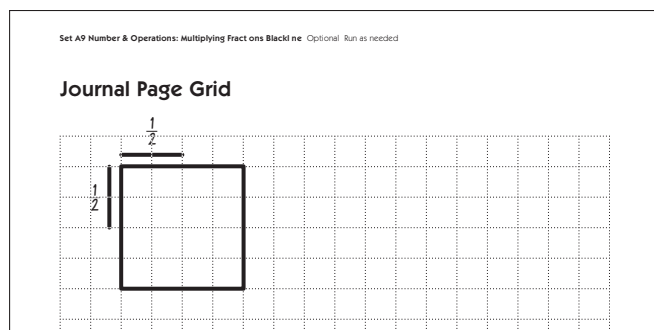 Set A9 Number & Operations: Multiplying Fract ons Blackl ne Optional Run as needed
Journal Page Grid
1
2
1
2